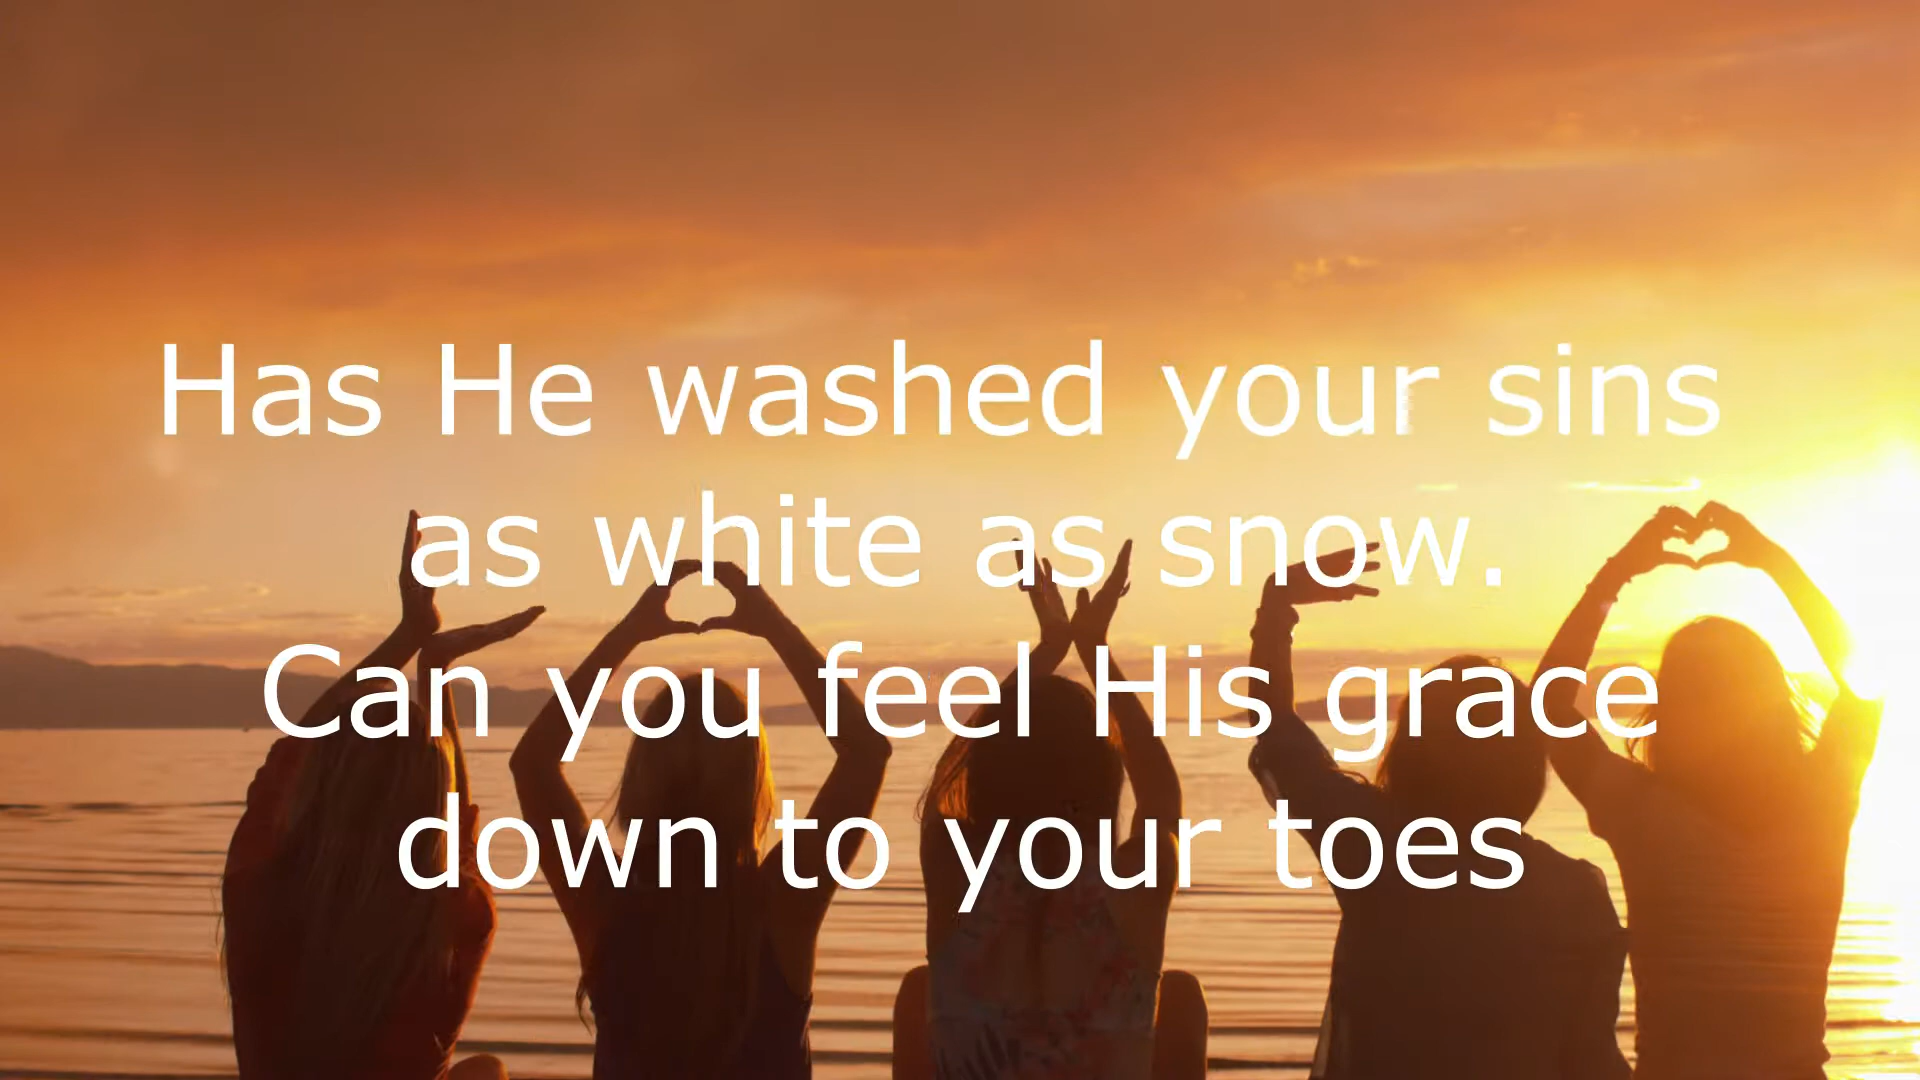 Has He washed your sins
as white as snow.
Can you feel His grace
down to your toes